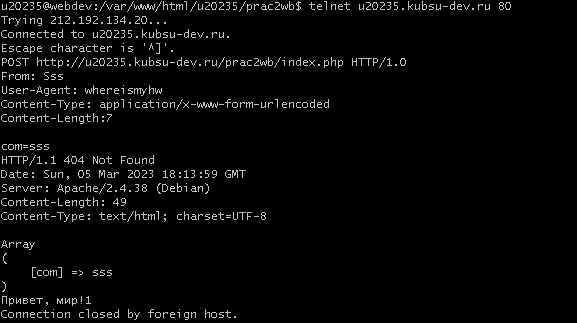 u20235@webdev:/var/www/html/u20235/prac2wb$ telnet u20235.kubsu-dev.ru 80
Trying 212.192.134.20...
Connected to u20235.kubsu-dev.ru.
Escape character is '^]'.
POST http://u20235.kubsu-dev.ru/prac2wb/index.php HTTP/1.0
From: Sss
User-Agent: whereismyhw
Content-Type: application/x-www-form-urlencoded
Content-Length:7

com=sss
HTTP/1.1 404 Not Found
Date: Sun, 05 Mar 2023 18:13:59 GMT
Server: Apache/2.4.38 (Debian)
Content-Length: 49
Content-Type: text/html; charset=UTF-8

Array
(
    [com] => sss
)
Привет, мир!1
Connection closed by foreign host.